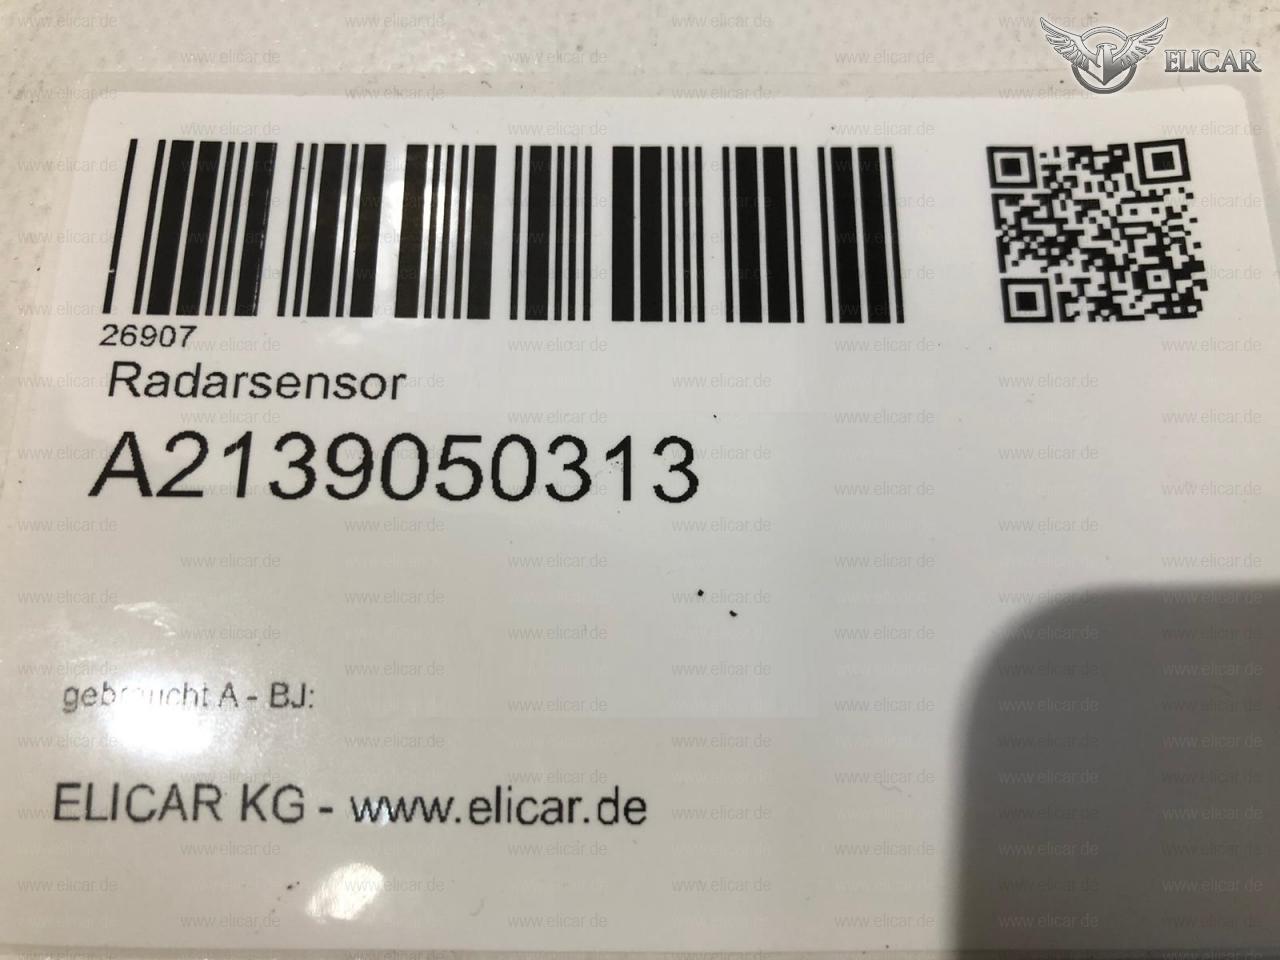 ELICAR
26907
Radarsensor
A2139050313
gebraucht A - BJ:
ELICAR KG - www.elicar.de